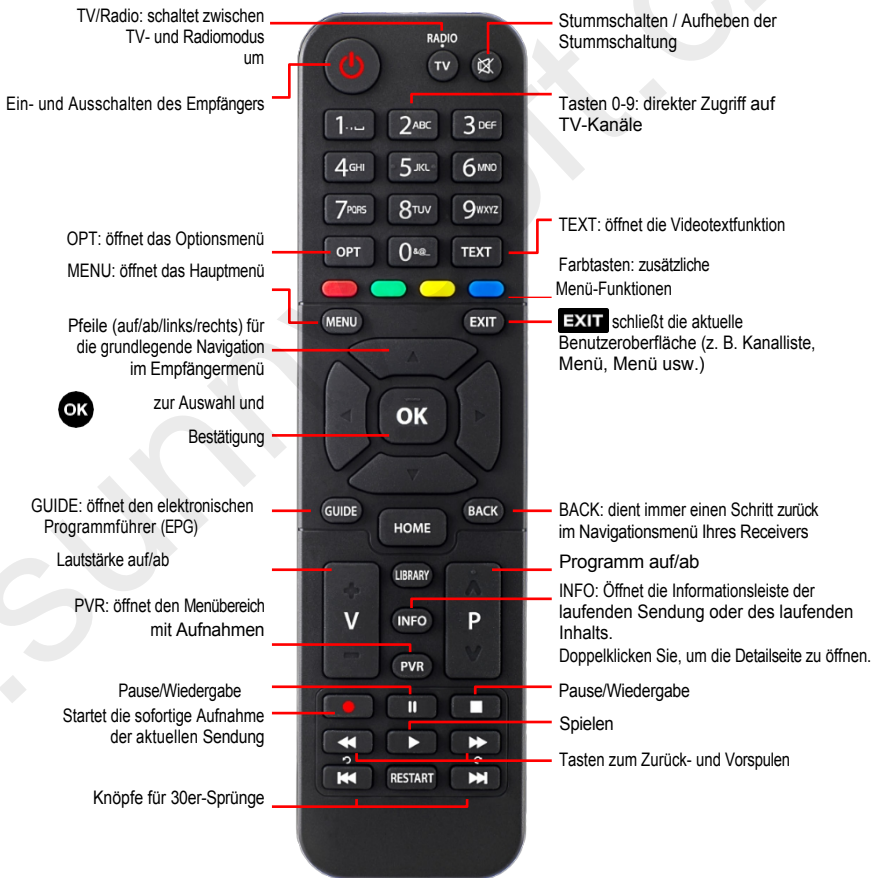 TV/Radio: schaltet zwischen
TV- und Radiomodus
um
Ein- und Ausschalten des Empfängers
OPT: öffnet das Optionsmenü
MENU: öffnet das Hauptmenü
Pfeile (auf/ab/links/rechts) für
die grundlegende Navigation
im Empfängermenü
OK zur Auswahl und
Bestätigung
GUIDE: öffnet den elektronischen
Programmführer (EPG)
Lautstärke auf/ab
PVR: öffnet den Menübereich
mit Aufnahmen
Pause/Wiedergabe
Startet die sofortige Aufnahme
der aktuellen Sendung
Knöpfe für 30er-Sprünge
RADIO
TV
1..⎵ 2ABC 3DEF
4GHI 5JKL 6MNO
7PQRS 8TUV 9WXYZ
OPT 0&@_ TEXT
MENU EXIT
OK
GUIDE BACK
HOME
LIBRARY
V INFO P
PVR
RESTART
Stummschalten / Aufheben der
Stummschaltung
Tasten 0-9: direkter Zugriff auf
TV-Kanäle
TEXT: öffnet die Videotextfunktion
Farbtasten: zusätzliche
Menü-Funktionen
EXIT schließt die aktuelle
Benutzeroberfläche (z. B. Kanalliste,
Menü, Menü usw.)
BACK: dient immer einen Schritt zurück
im Navigationsmenü Ihres Receivers
Programm auf/ab
INFO: Öffnet die Informationsleiste der
laufenden Sendung oder des laufenden
Inhalts.
Doppelklicken Sie, um die Detailseite zu öffnen.
Pause/Wiedergabe
Spielen
Tasten zum Zurück- und Vorspulen